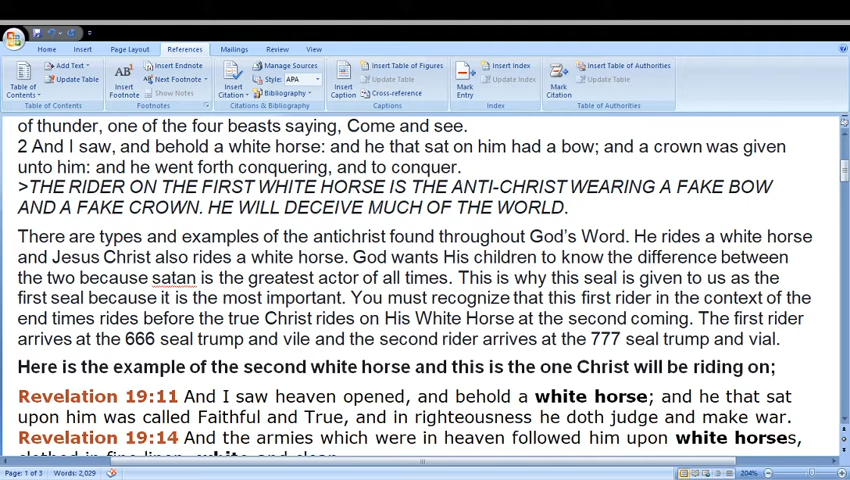 Home Insert Page Layout References Mailings Review View
Add Text Insert Endnote Manage Sources Insert Table of Figures Insert Index Insert Table of Authorities
Update Table AB1 Next Footnote Style: APA Update Table Update Index Update Table
Table of Contents Insert Footnote Show Notes Insert Citation Bibliography Insert Caption Cross-reference Mark Entry Mark Citation
Table of Contents Footnotes Citations & Bibliography Captions Index Table of Authorities
of thunder, one of the four beasts saying, Come and see.
2 And I saw, and behold a white horse: and he that sat on him had a bow; and a crown was given
unto him: and he went forth conquering, and to conquer.
>THE RIDER ON THE FIRST WHITE HORSE IS THE ANTI-CHRIST WEARING A FAKE BOW
AND A FAKE CROWN. HE WILL DECEIVE MUCH OF THE WORLD.
There are types and examples of the antichrist found throughout God's Word. He rides a white horse
and Jesus Christ also rides a white horse. God wants His children to know the difference between
the two because satan is the greatest actor of all times. This is why this seal is given to us as the
first seal because it is the most important. You must recognize that this first rider in the context of the
end times rides before the true Christ rides on His White Horse at the second coming. The first rider
arrives at the 666 seal trump and vile and the second rider arrives at the 777 seal trump and vial.
Here is the example of the second white horse and this is the one Christ will be riding on;
Revelation 19:11 And I saw heaven opened, and behold a white horse; and he that sat
upon him was called Faithful and True, and in righteousness he doth judge and make war.
Revelation 19:14 And the armies which were in heaven followed him upon white horses,
clothed in fine linen, white and clean.
Page: 1 of 3 Words: 2,029 204%